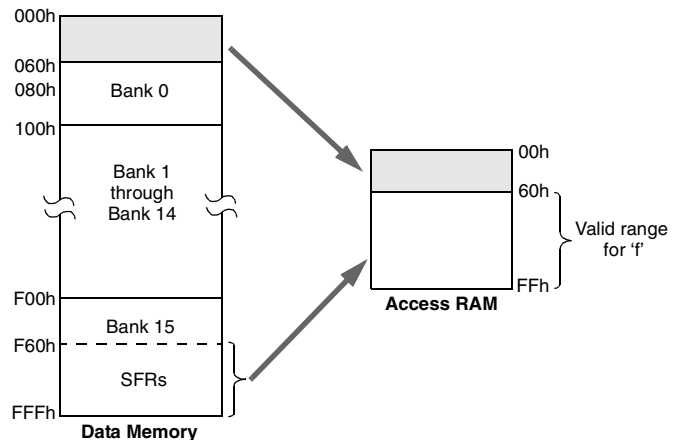 000h
060h
080h
Bank 0
100h
Bank 1
through
Bank 14
F00h
Bank 15
F60h
SFRs
FFFh
Data Memory
00h
60h
Valid range
for ‘f’
FFh
Access RAM